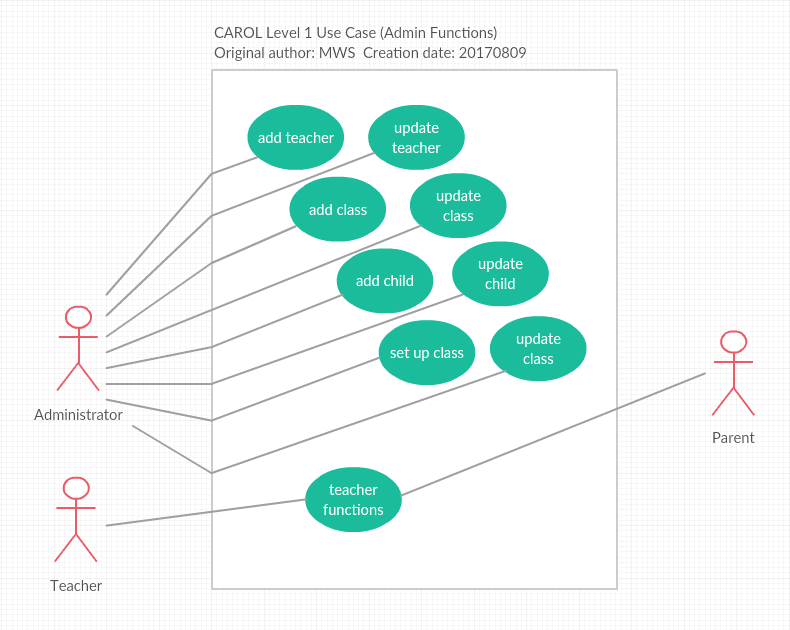 CAROL Level 1 Use Case (Admin Functions)
Original author: MWS  Creation date: 20170809
add teacher
update
teacher
add class
update
class
add child
update
child
set up class
update
class
Administrator
Parent
teacher
functions
Teacher